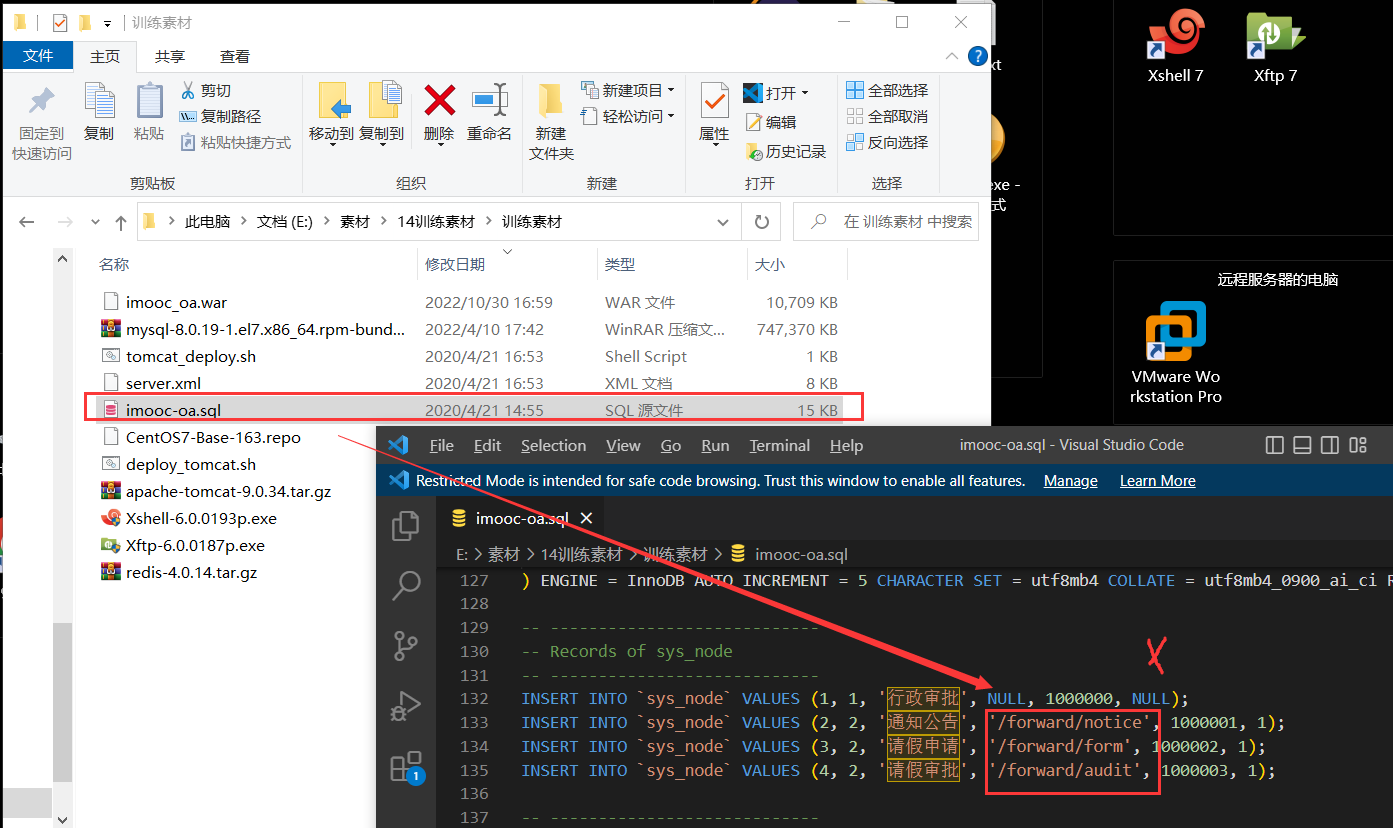 训练素材
文件 主页 共享 查看
固定到
快速访问
复制
粘贴
剪切
复制路径
粘贴快捷方式
移动到 复制到
删除 重命名
新建
文件夹
新建项目
轻松访问
属性
打开
编辑
历史记录
全部选择
全部取消
反向选择
剪贴板 组织 新建 打开 选择
此电脑 > 文档 (E:) > 素材 > 14训练素材 > 训练素材
在 训练素材 中搜索
名称 修改日期 类型 大小
imooc_oa.war 2022/10/30 16:59 WAR 文件 10,709 KB
mysql-8.0.19-1.el7.x86_64.rpm-bund... 2022/4/10 17:42 WinRAR 压缩文... 747,370 KB
tomcat_deploy.sh 2020/4/21 16:53 Shell Script 1 KB
server.xml 2020/4/21 16:53 XML 文档 8 KB
imooc-oa.sql 2020/4/21 14:55 SQL 源文件 15 KB
CentOS7-Base-163.repo
deploy_tomcat.sh
apache-tomcat-9.0.34.tar.gz
Xshell-6.0.0193p.exe
Xftp-6.0.0187p.exe
redis-4.0.14.tar.gz
Xshell 7
Xftp 7
xt
exe -
式
远程服务器的电脑
VMware Wo
rkstation Pro
File Edit Selection View Go Run Terminal Help
imooc-oa.sql - Visual Studio Code
Restricted Mode is intended for safe code browsing. Trust this window to enable all features. Manage Learn More
imooc-oa.sql
E: > 素材 > 14训练素材 > 训练素材 > imooc-oa.sql
1
127 ) ENGINE = InnoDB AUTO_INCREMENT = 5 CHARACTER SET = utf8mb4 COLLATE = utf8mb4_0900_ai_ci R
128
129 -- ----------------------------
130 -- Records of sys_node
131 -- ----------------------------
132 INSERT INTO `sys_node` VALUES (1, 1, '行政审批', NULL, 1000000, NULL);
133 INSERT INTO `sys_node` VALUES (2, 2, '通知公告', '/forward/notice', 1000001, 1);
134 INSERT INTO `sys_node` VALUES (3, 2, '请假申请', '/forward/form', 1000002, 1);
135 INSERT INTO `sys_node` VALUES (4, 2, '请假审批', '/forward/audit', 1000003, 1);
136
137 -- ----------------------------